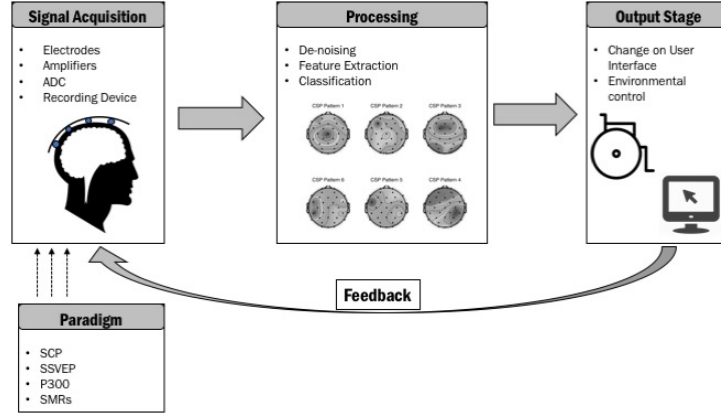 Signal Acquisition
• Electrodes
• Amplifiers
• ADC
• Recording Device
Processing
• De-noising
• Feature Extraction
• Classification
CSP Pattern 1
CSP Pattern 2
CSP Pattern 3
CSP Pattern 6
CSP Pattern 5
CSP Pattern 4
Output Stage
• Change on User
Interface
• Environmental
control
Feedback
Paradigm
• SCP
• SSVEP
• P300
• SMRs